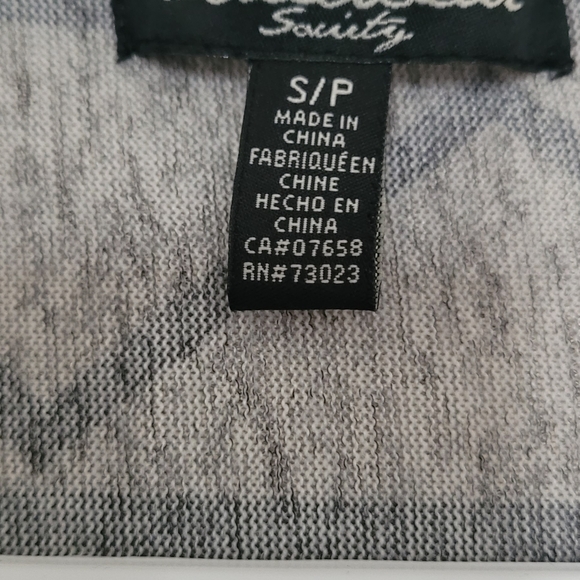 Society
S/P
MADE IN
CHINA
FABRIQUÉEN
CHINE
HECHO EN
CHINA
CA#07658
RN#73023